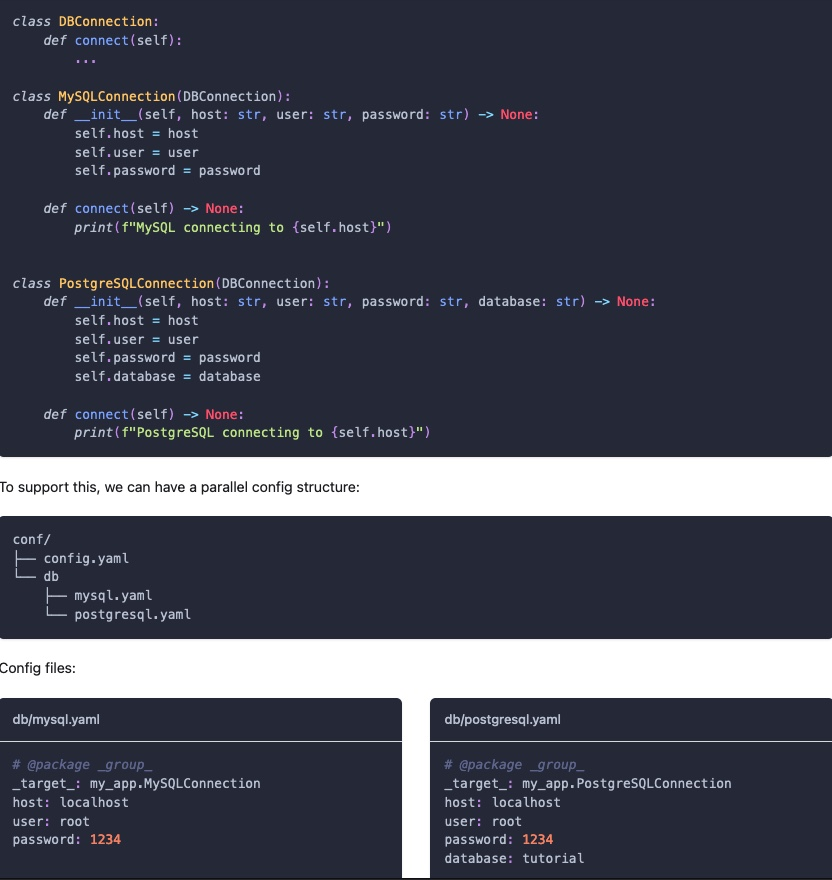 class DBConnection:
    def connect(self):
        ...

class MySQLConnection(DBConnection):
    def __init__(self, host: str, user: str, password: str) -> None:
        self.host = host
        self.user = user
        self.password = password

    def connect(self) -> None:
        print(f"MySQL connecting to {self.host}")


class PostgreSQLConnection(DBConnection):
    def __init__(self, host: str, user: str, password: str, database: str) -> None:
        self.host = host
        self.user = user
        self.password = password
        self.database = database

    def connect(self) -> None:
        print(f"PostgreSQL connecting to {self.host}")

To support this, we can have a parallel config structure:

conf/
├── config.yaml
└── db
    ├── mysql.yaml
    └── postgresql.yaml

Config files:

db/mysql.yaml
# @package _group_
_target_: my_app.MySQLConnection
host: localhost
user: root
password: 1234

db/postgresql.yaml
# @package _group_
_target_: my_app.PostgreSQLConnection
host: localhost
user: root
password: 1234
database: tutorial